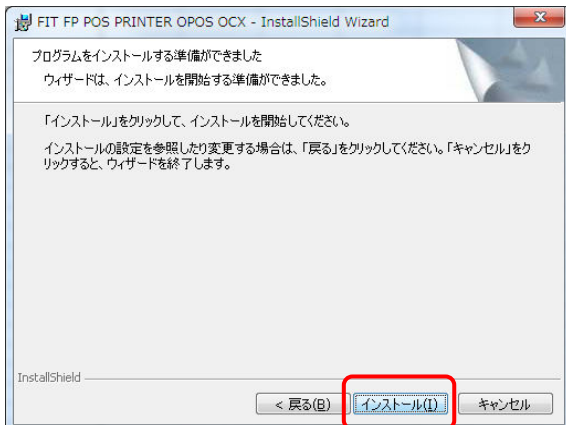 FIT FP POS PRINTER OPOS OCX - InstallShield Wizard
プログラムをインストールする準備ができました
ウィザードは、インストールを開始する準備ができました。
「インストール」をクリックして、インストールを開始してください。
インストールの設定を参照したり変更する場合は、「戻る」をクリックしてください。「キャンセル」をク
リックすると、ウィザードを終了します。
InstallShield
< 戻る(B) インストール(I) キャンセル